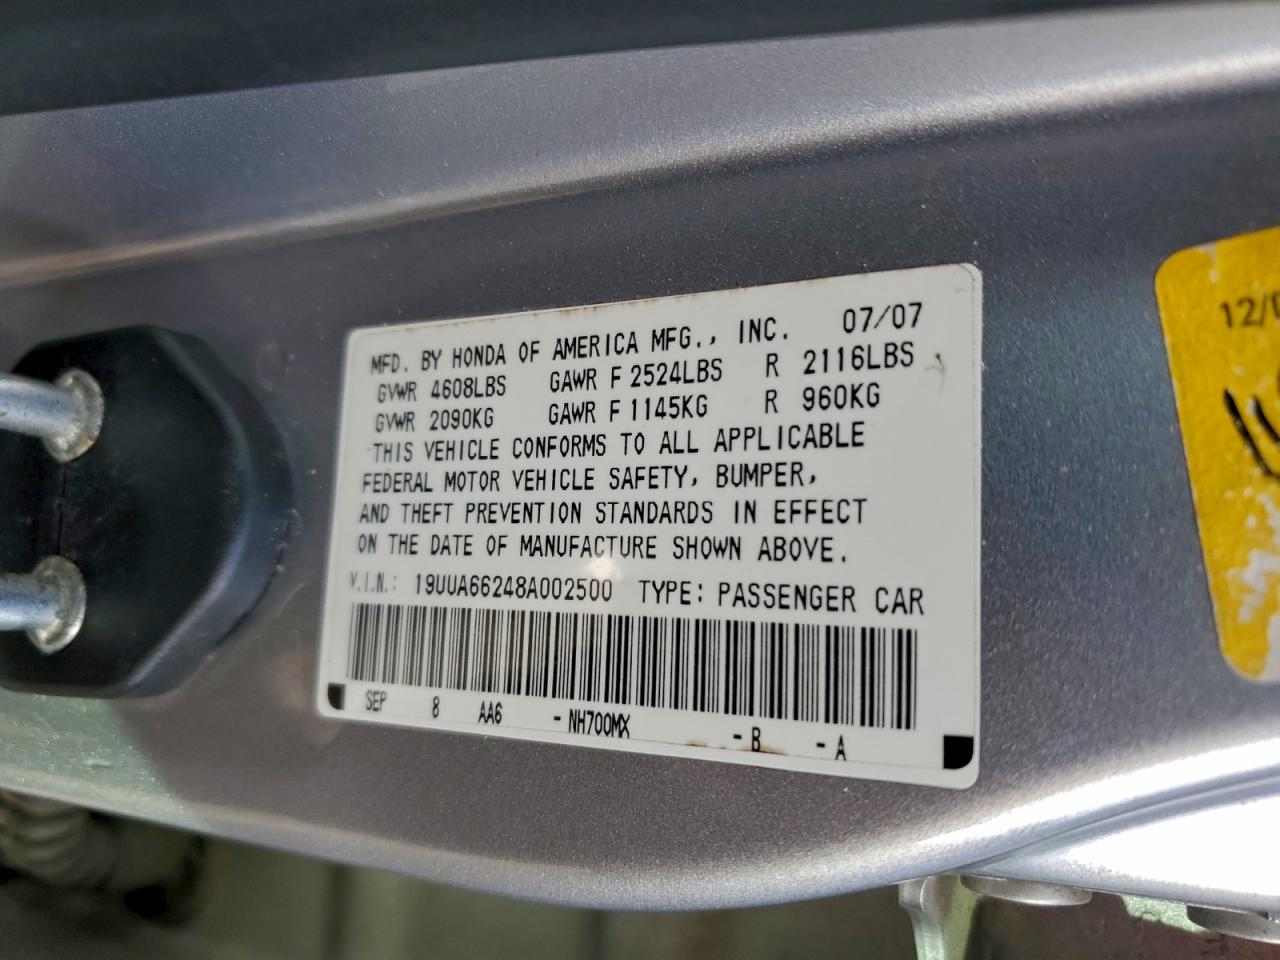 MFD. BY HONDA OF AMERICA MFG., INC. 07/07
GVWR 4608LBS GAWR F 2524LBS R 2116LBS
GVWR 2090KG GAWR F 1145KG R 960KG
THIS VEHICLE CONFORMS TO ALL APPLICABLE
FEDERAL MOTOR VEHICLE SAFETY, BUMPER,
AND THEFT PREVENTION STANDARDS IN EFFECT
ON THE DATE OF MANUFACTURE SHOWN ABOVE.
V.I.N.: 19UUA66248A002500 TYPE: PASSENGER CAR
SEP 8 AA6 -NH700MX -B -A
12/